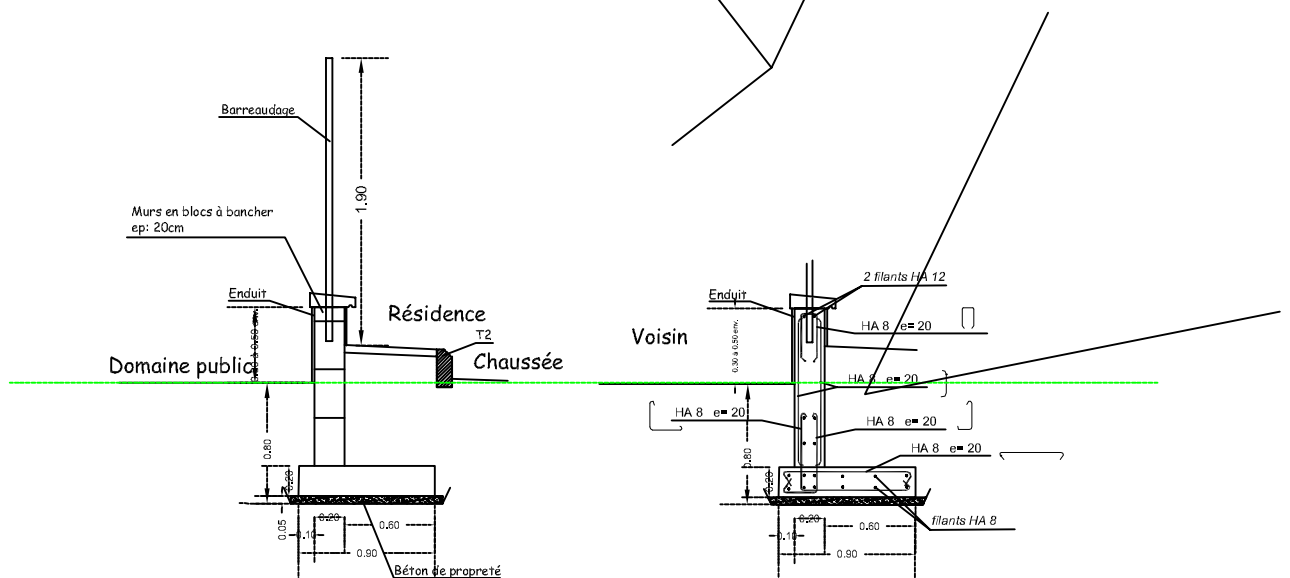 Barreaudage
1.90
Murs en blocs à bancher
ep: 20cm
Enduit
Résidence
T2
Domaine public
Chaussée
0.80
0.20
0.05
0.10
0.20
0.60
0.90
Béton de propreté
2 filants HA 12
Enduit
HA 8 e= 20
Voisin
0.30 à 0.50 env.
HA 8 e= 20
HA 8 e= 20
HA 8 e= 20
HA 8 e= 20
0.80
0.20
filants HA 8
0.10
0.20
0.60
0.90